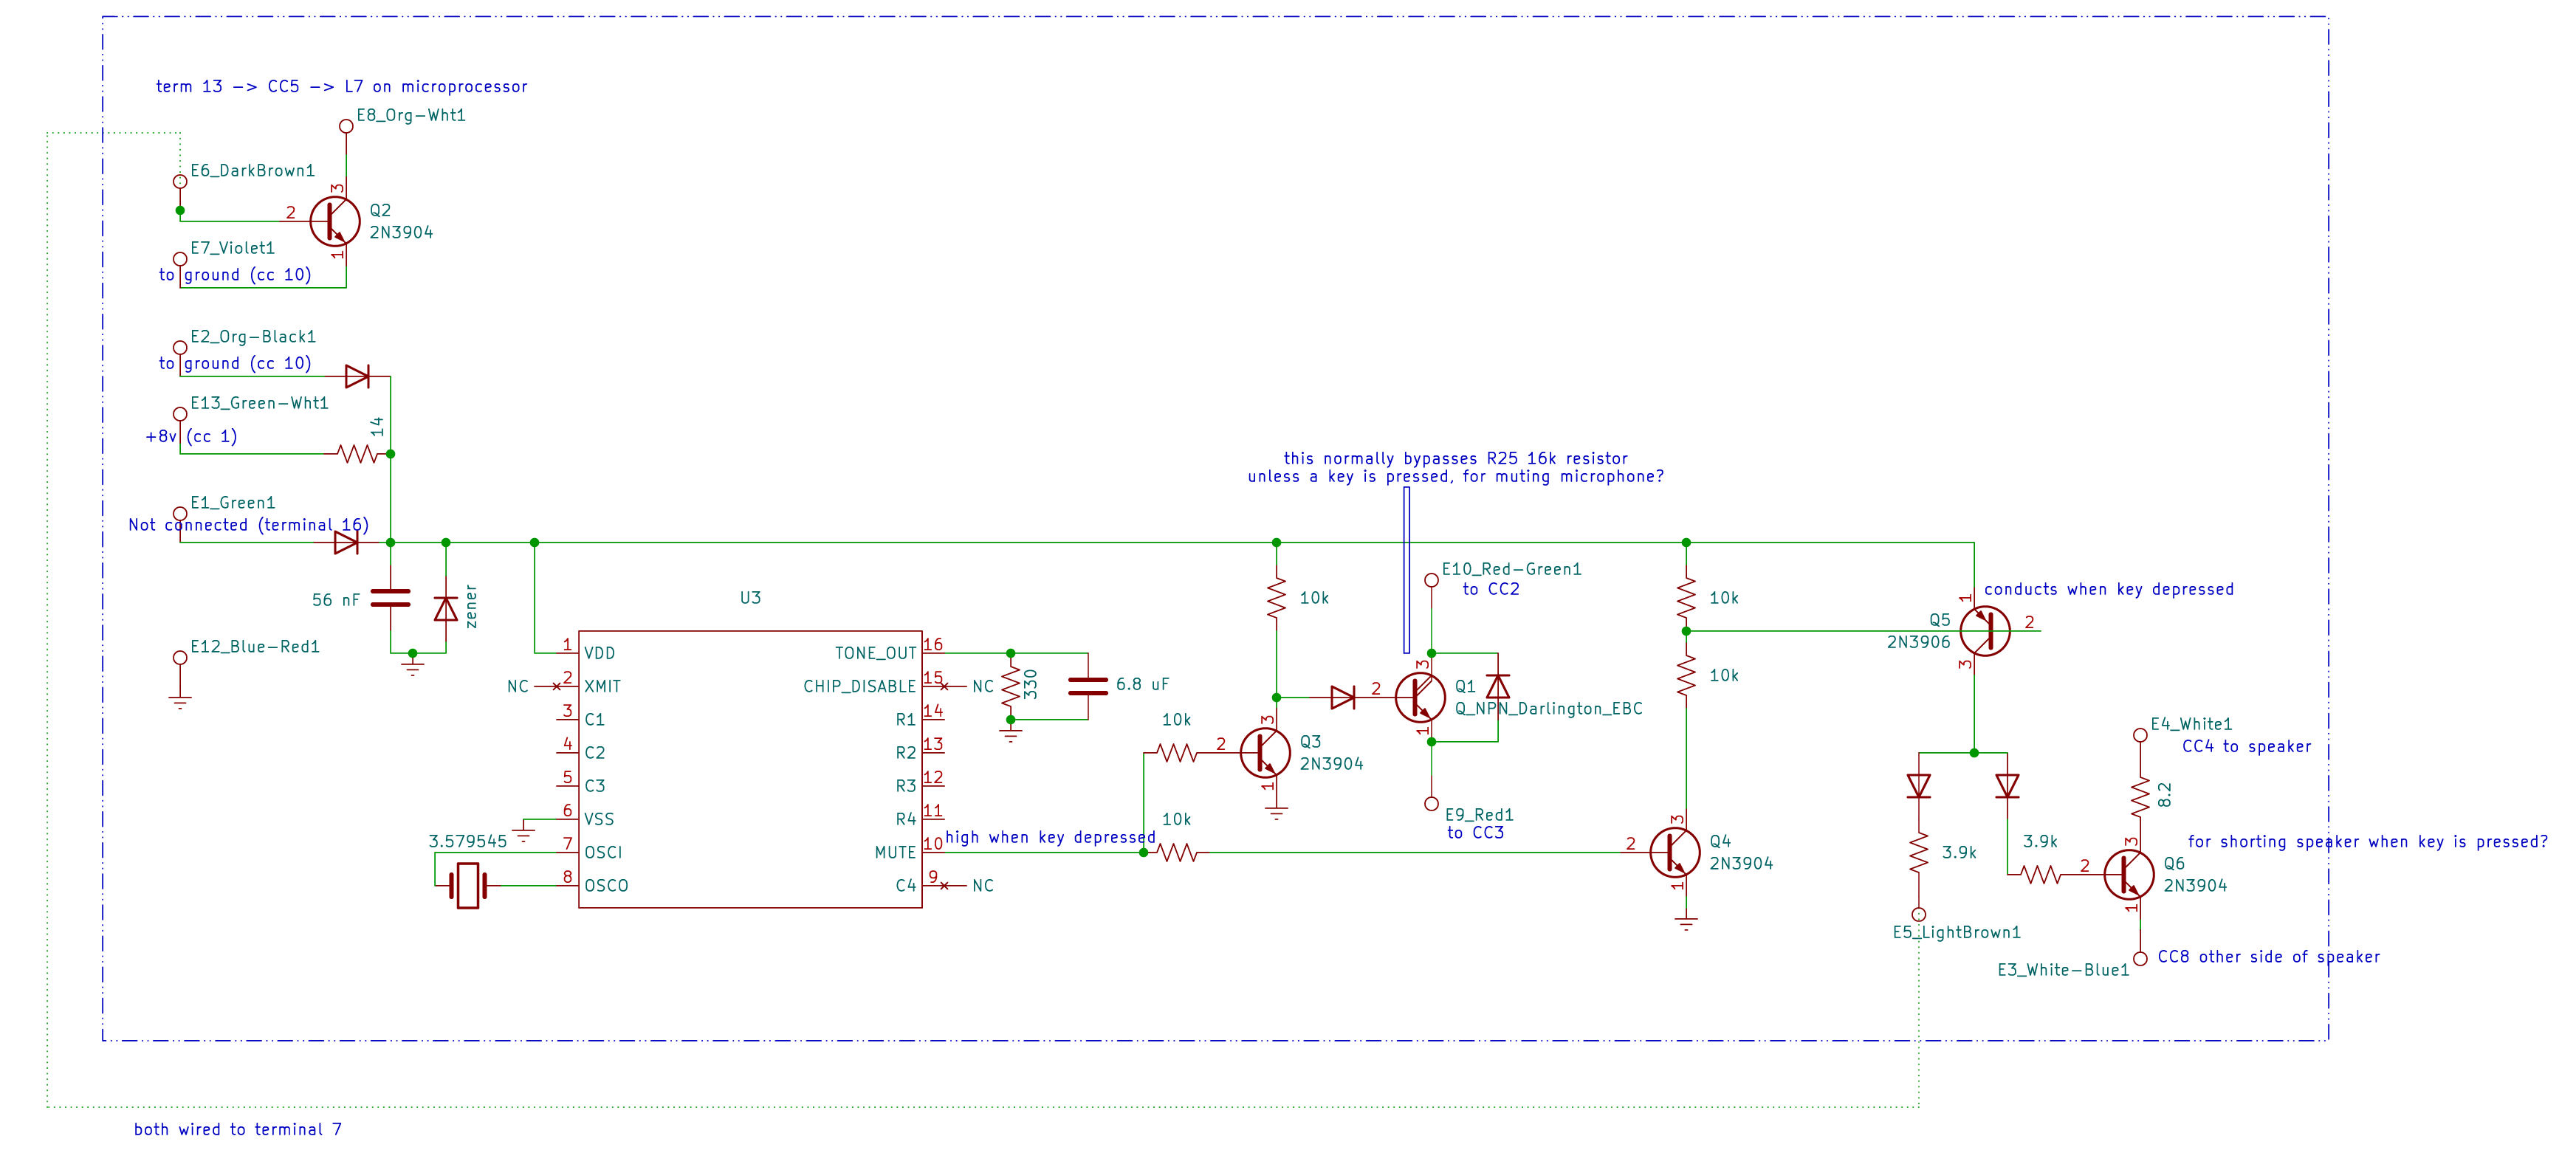 term 13 -> CC5 -> L7 on microprocessor
E8_Org-Wht1
E6_DarkBrown1
3
2
Q2
2N3904
1
E7_Violet1
to ground (cc 10)
E2_Org-Black1
to ground (cc 10)
E13_Green-Wht1
14
+8v (cc 1)
this normally bypasses R25 16k resistor
unless a key is pressed, for muting microphone?
E1_Green1
Not connected (terminal 16)
56 nF
zener
E12_Blue-Red1
U3
1 VDD
NC 2 XMIT
3 C1
4 C2
5 C3
6 VSS
7 OSCI
8 OSCO
3.579545
TONE_OUT 16
CHIP_DISABLE 15 NC
R1 14
R2 13
R3 12
R4 11
MUTE 10
C4 9 NC
330
6.8 uF
high when key depressed
10k
10k
10k
2
3
Q3
2N3904
1
E10_Red-Green1
to CC2
2
3
Q1
Q_NPN_Darlington_EBC
1
E9_Red1
to CC3
10k
10k
2
3
Q4
2N3904
1
conducts when key depressed
1
Q5
2N3906
2
3
3.9k
E5_LightBrown1
3.9k
E4_White1
CC4 to speaker
8.2
for shorting speaker when key is pressed?
2
3
Q6
2N3904
1
E3_White-Blue1
CC8 other side of speaker
both wired to terminal 7